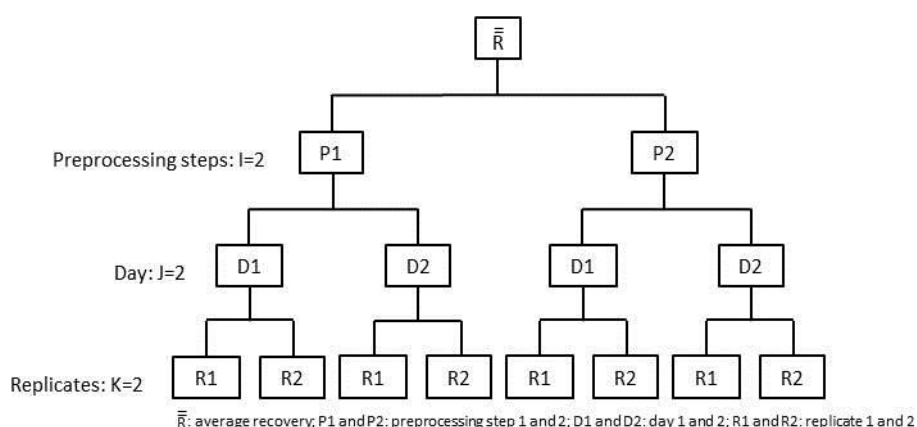 R̿
Preprocessing steps: I=2
P1 P2
Day: J=2
D1 D2 D1 D2
Replicates: K=2
R1 R2 R1 R2 R1 R2 R1 R2
R̿: average recovery; P1 and P2: preprocessing step 1 and 2; D1 and D2: day 1 and 2; R1 and R2: replicate 1 and 2